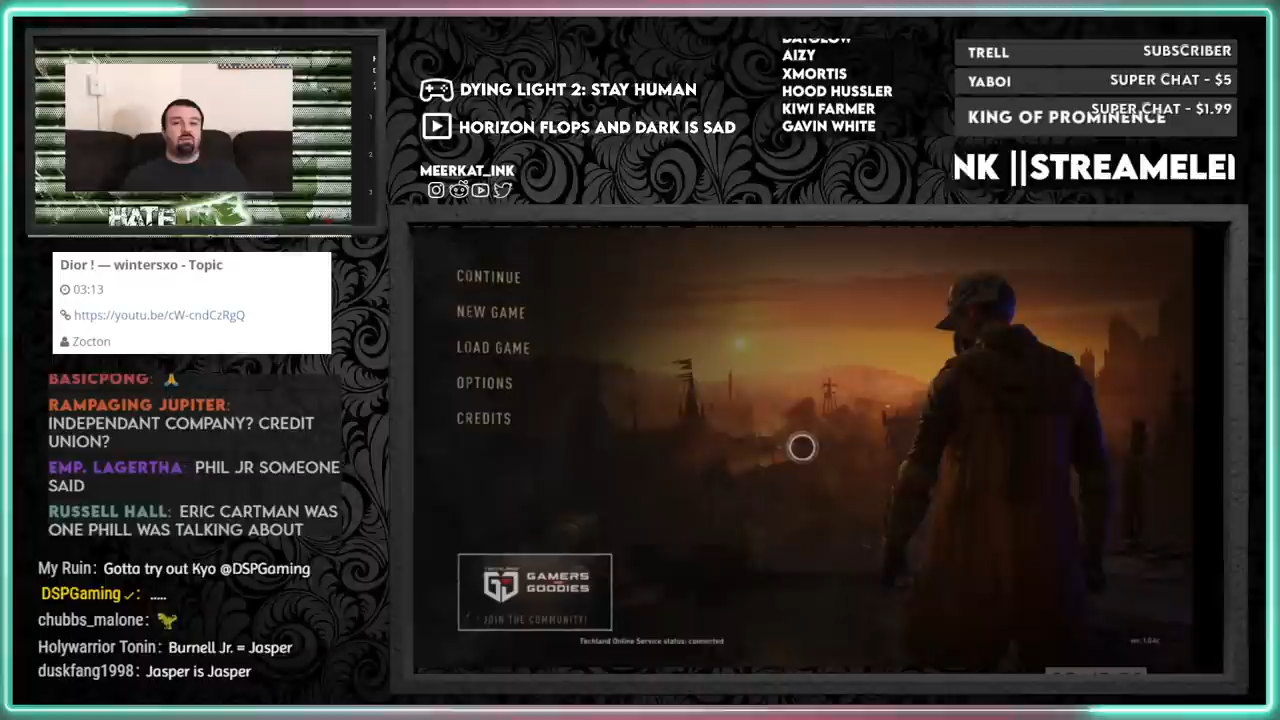 HATE
Dior ! — wintersxo - Topic
03:13
https://youtu.be/cW-cndCzRgQ
Zocton
BASICPONG: 🙏
RAMPAGING JUPITER:
INDEPENDANT COMPANY? CREDIT
UNION?
EMP. LAGERTHA: PHIL JR SOMEONE
SAID
RUSSELL HALL: ERIC CARTMAN WAS
ONE PHILL WAS TALKING ABOUT
My Ruin: Gotta try out Kyo @DSPGaming
DSPGaming ✓: .....
chubbs_malone: 🦖
Holywarrior Tonin: Burnell Jr. = Jasper
duskfang1998: Jasper is Jasper
DYING LIGHT 2: STAY HUMAN
HORIZON FLOPS AND DARK IS SAD
MEERKAT_INK
AIZY
XMORTIS
HOOD HUSSLER
KIWI FARMER
GAVIN WHITE
TRELL SUBSCRIBER
YABOI SUPER CHAT - $5
KING OF PROMINENCE SUPER CHAT - $1.99
NK ||STREAMELE
CONTINUE
NEW GAME
LOAD GAME
OPTIONS
CREDITS
GAMERS
GOODIES
JOIN THE COMMUNITY!
Techland Online Service status: connected